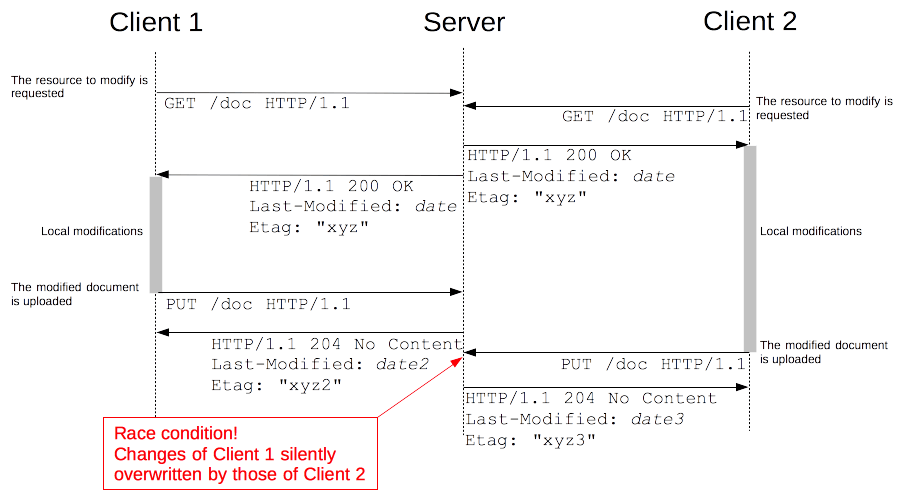 Client 1
Server
Client 2
The resource to modify is
requested
GET /doc HTTP/1.1
The resource to modify is
requested
GET /doc HTTP/1.1
HTTP/1.1 200 OK
Last-Modified: date
Etag: "xyz"
HTTP/1.1 200 OK
Last-Modified: date
Etag: "xyz"
Local modifications
Local modifications
The modified document
is uploaded
PUT /doc HTTP/1.1
HTTP/1.1 204 No Content
Last-Modified: date2
Etag: "xyz2"
The modified document
is uploaded
PUT /doc HTTP/1.1
HTTP/1.1 204 No Content
Last-Modified: date3
Etag: "xyz3"
Race condition!
Changes of Client 1 silently
overwritten by those of Client 2